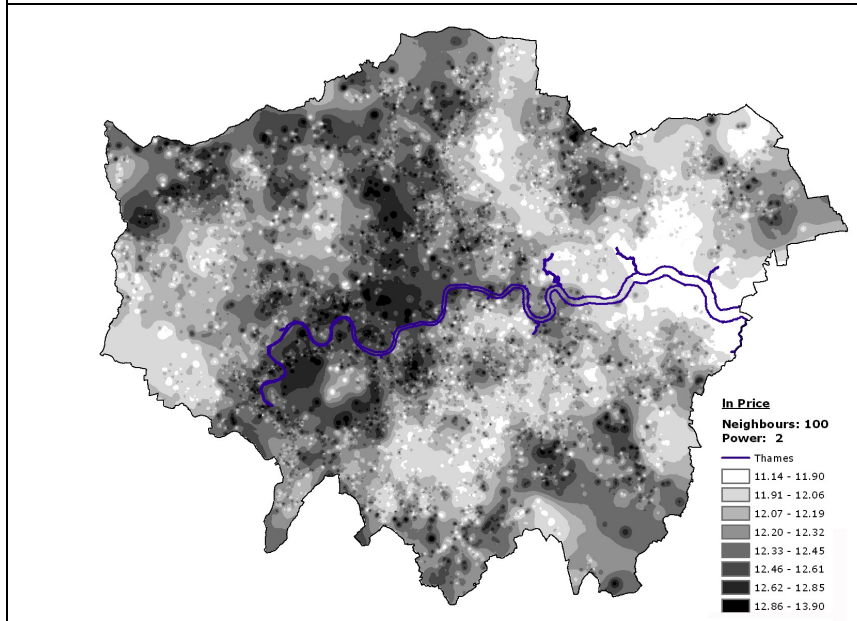 ln Price
Neighbours: 100
Power: 2
Thames
11.14 - 11.90
11.91 - 12.06
12.07 - 12.19
12.20 - 12.32
12.33 - 12.45
12.46 - 12.61
12.62 - 12.85
12.86 - 13.90